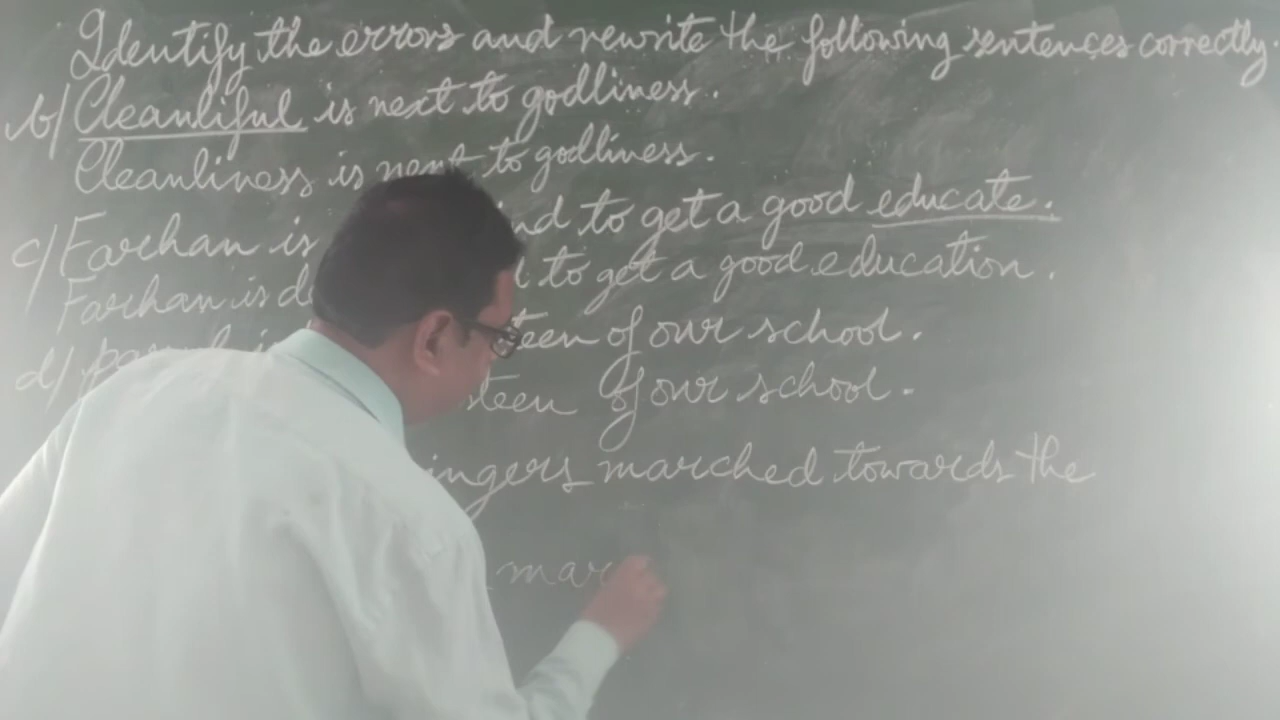 Identify the errors and rewrite the following sentences correctly.
b/ Cleanliful is next to godliness.
Cleanliness is next to godliness.
c/ Farhan is nd to get a good educate.
Farhan is de d to get a good education.
d/ teen of our school.
steen of our school.
ingers marched towards the
mar